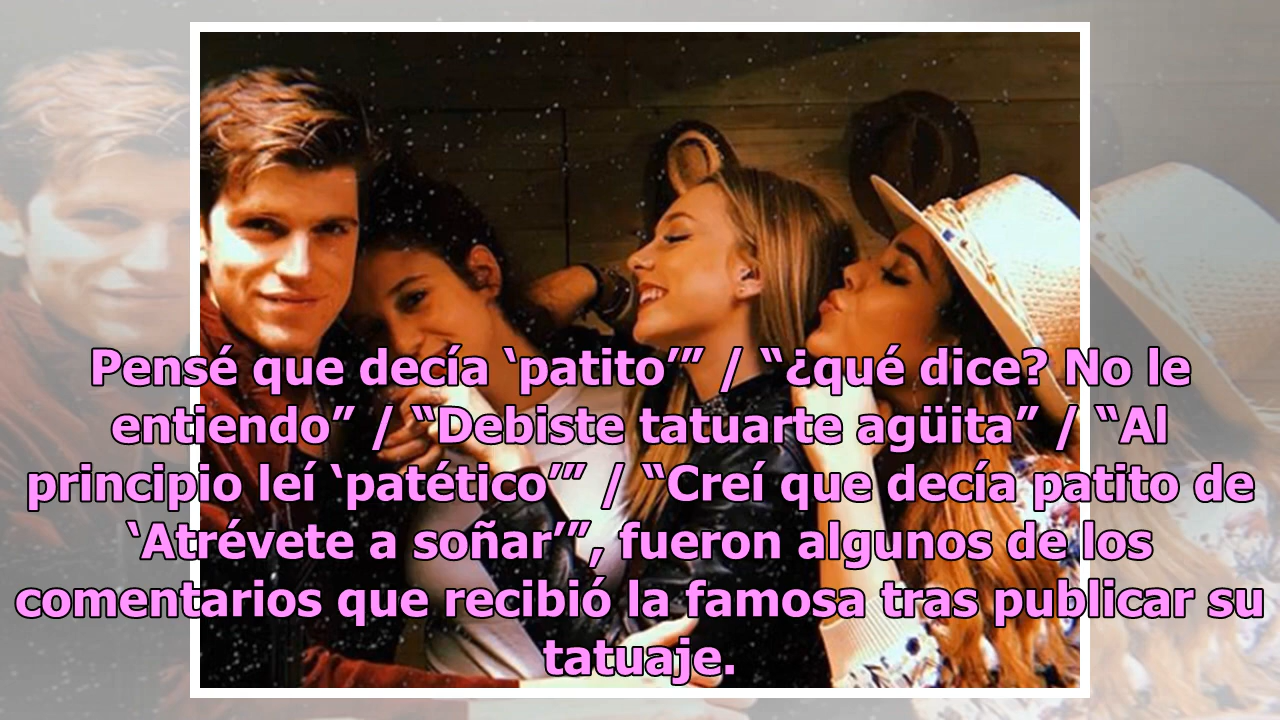 Pensé que decía ‘patito’” / “¿qué dice? No le
entiendo” / “Debiste tatuarte agüita” / “Al
principio leí ‘patético’” / “Creí que decía patito de
‘Atrévete a soñar’”, fueron algunos de los
comentarios que recibió la famosa tras publicar su
tatuaje.